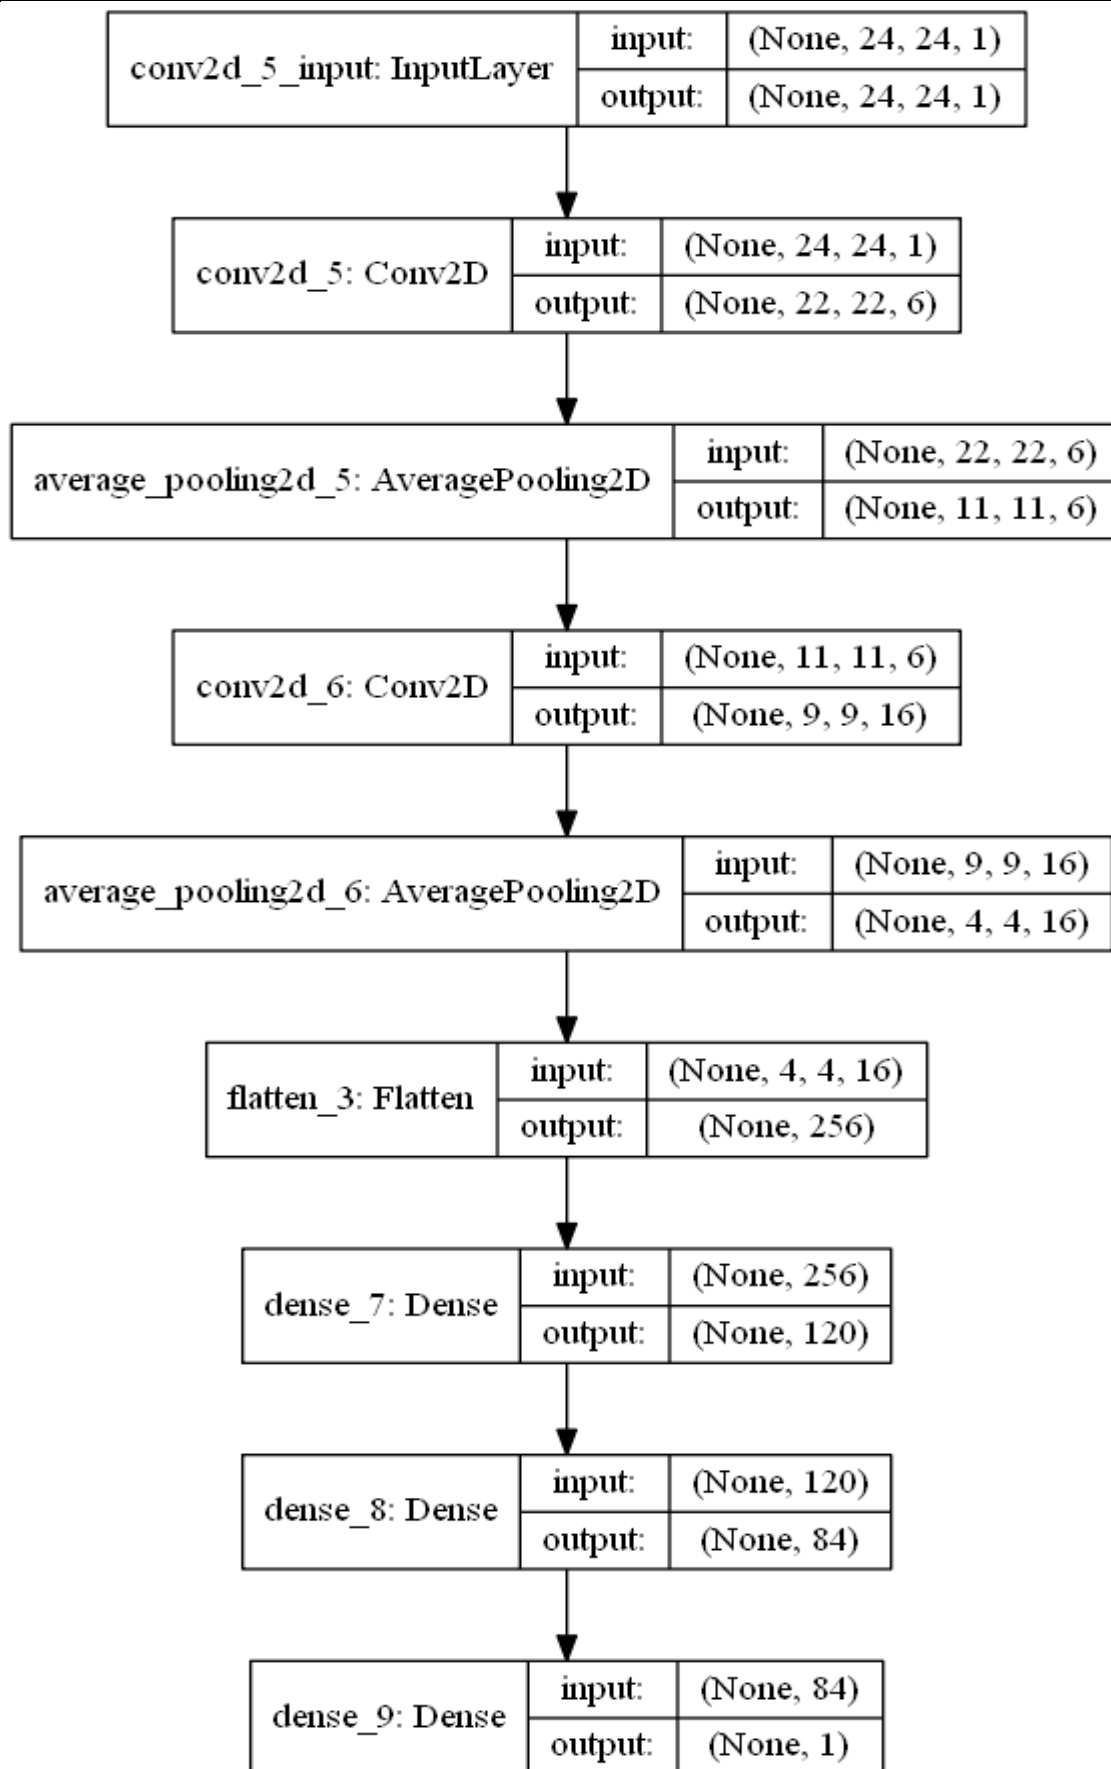 conv2d_5_input: InputLayer
input: (None, 24, 24, 1)
output: (None, 24, 24, 1)
conv2d_5: Conv2D
input: (None, 24, 24, 1)
output: (None, 22, 22, 6)
average_pooling2d_5: AveragePooling2D
input: (None, 22, 22, 6)
output: (None, 11, 11, 6)
conv2d_6: Conv2D
input: (None, 11, 11, 6)
output: (None, 9, 9, 16)
average_pooling2d_6: AveragePooling2D
input: (None, 9, 9, 16)
output: (None, 4, 4, 16)
flatten_3: Flatten
input: (None, 4, 4, 16)
output: (None, 256)
dense_7: Dense
input: (None, 256)
output: (None, 120)
dense_8: Dense
input: (None, 120)
output: (None, 84)
dense_9: Dense
input: (None, 84)
output: (None, 1)